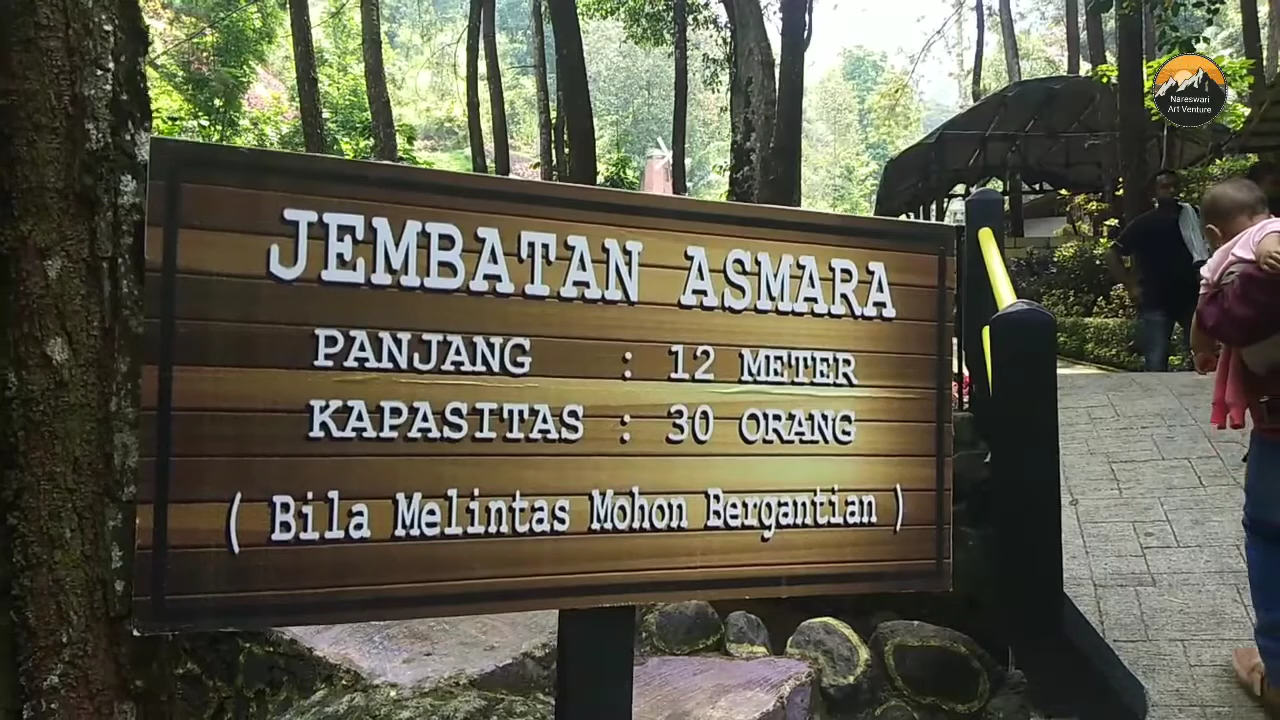 Nareswari
Art Venture
JEMBATAN ASMARA
PANJANG : 12 METER
KAPASITAS : 30 ORANG
( Bila Melintas Mohon Bergantian )